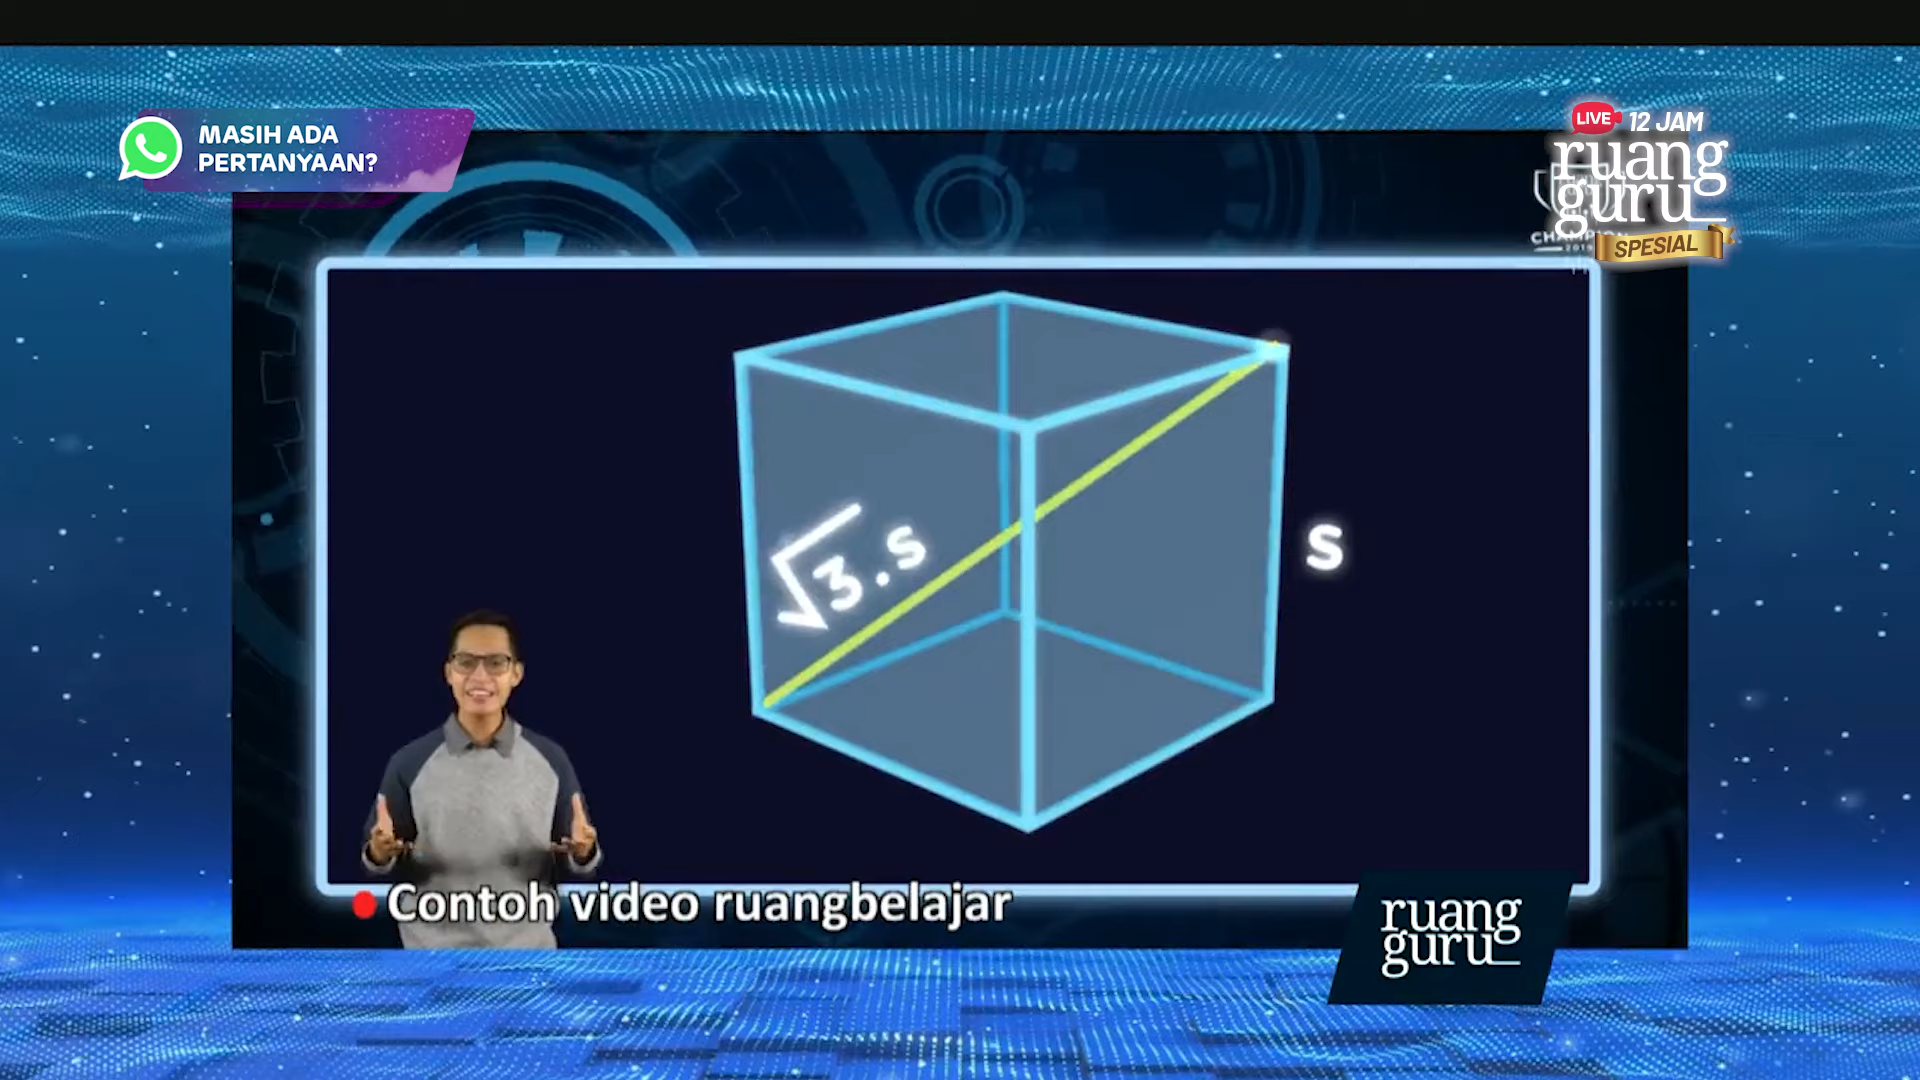 MASIH ADA
PERTANYAAN?
LIVE 12 JAM
ruang
guru
SPESIAL
√3.s
s
Contoh video ruangbelajar
ruang
guru